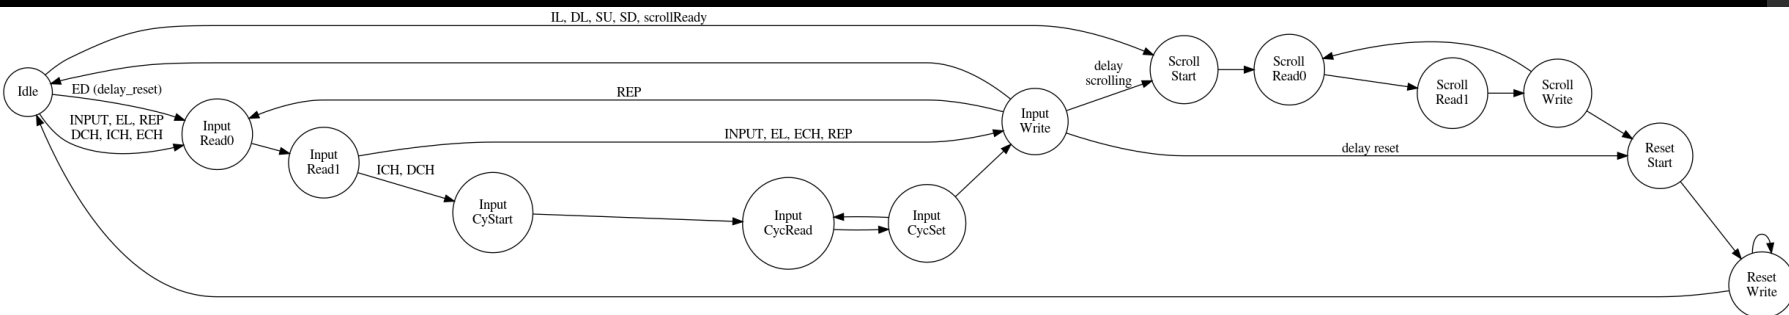 IL, DL, SU, SD, scrollReady
Idle
ED (delay_reset)
INPUT, EL, REP
DCH, ICH, ECH
Input
Read0
Input
Read1
REP
INPUT, EL, ECH, REP
ICH, DCH
Input
CyStart
Input
CycRead
Input
CycSet
Input
Write
delay
scrolling
Scroll
Start
Scroll
Read0
Scroll
Read1
Scroll
Write
delay reset
Reset
Start
Reset
Write